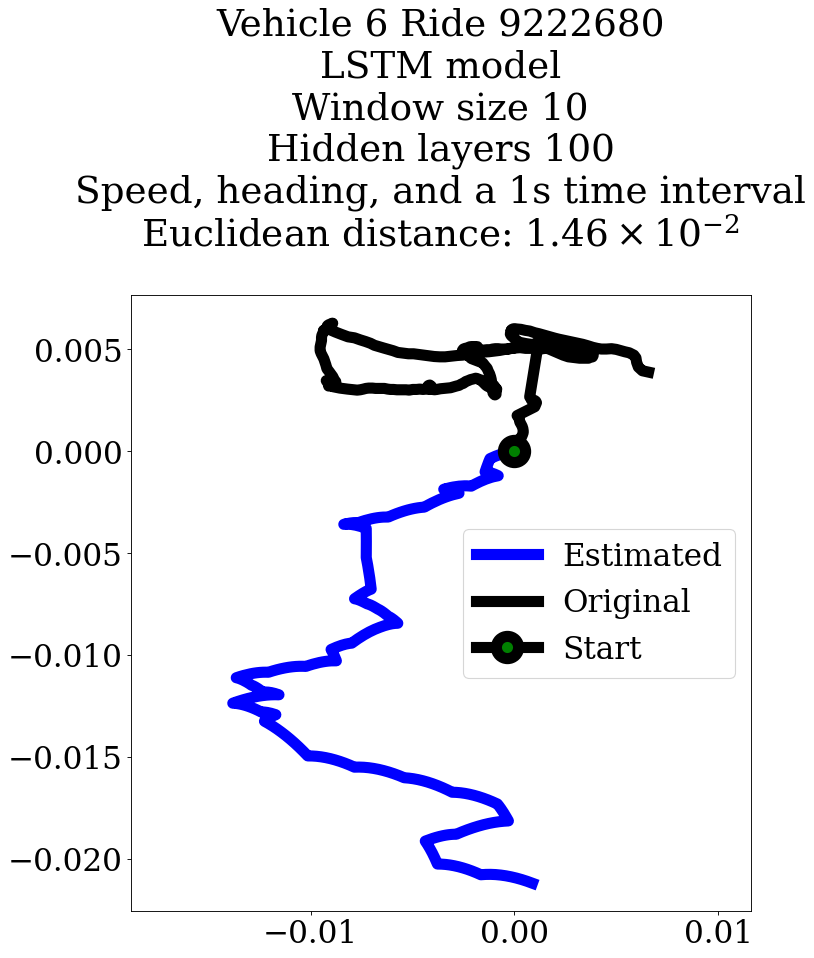 Vehicle 6 Ride 9222680
LSTM model
Window size 10
Hidden layers 100
Speed, heading, and a 1s time interval
Euclidean distance: 1.46 × 10⁻²
0.005
0.000
−0.005
−0.010
−0.015
−0.020
Estimated
Original
Start
−0.01 0.00 0.01